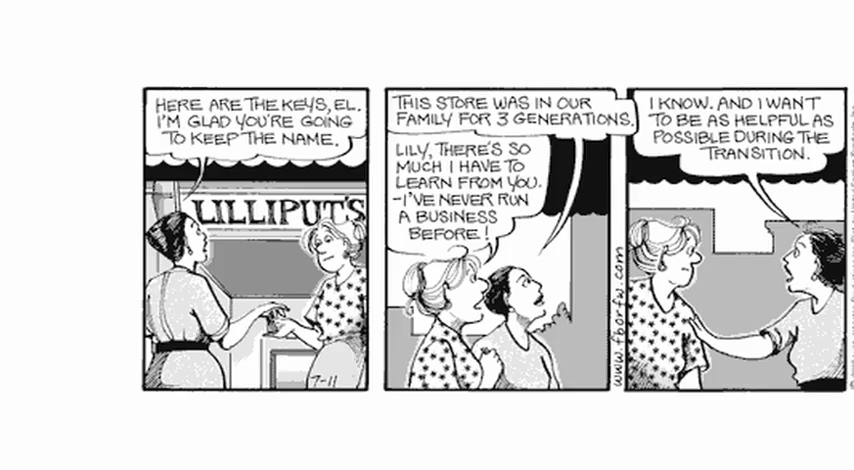 HERE ARE THE KEYS, EL.
I'M GLAD YOU'RE GOING
TO KEEP THE NAME.
LILLIPUT'S
7-11
THIS STORE WAS IN OUR
FAMILY FOR 3 GENERATIONS.
LILY, THERE'S SO
MUCH I HAVE TO
LEARN FROM YOU.
-I'VE NEVER RUN
A BUSINESS
BEFORE!
www.fborfw.com
I KNOW. AND I WANT
TO BE AS HELPFUL AS
POSSIBLE DURING THE
TRANSITION.